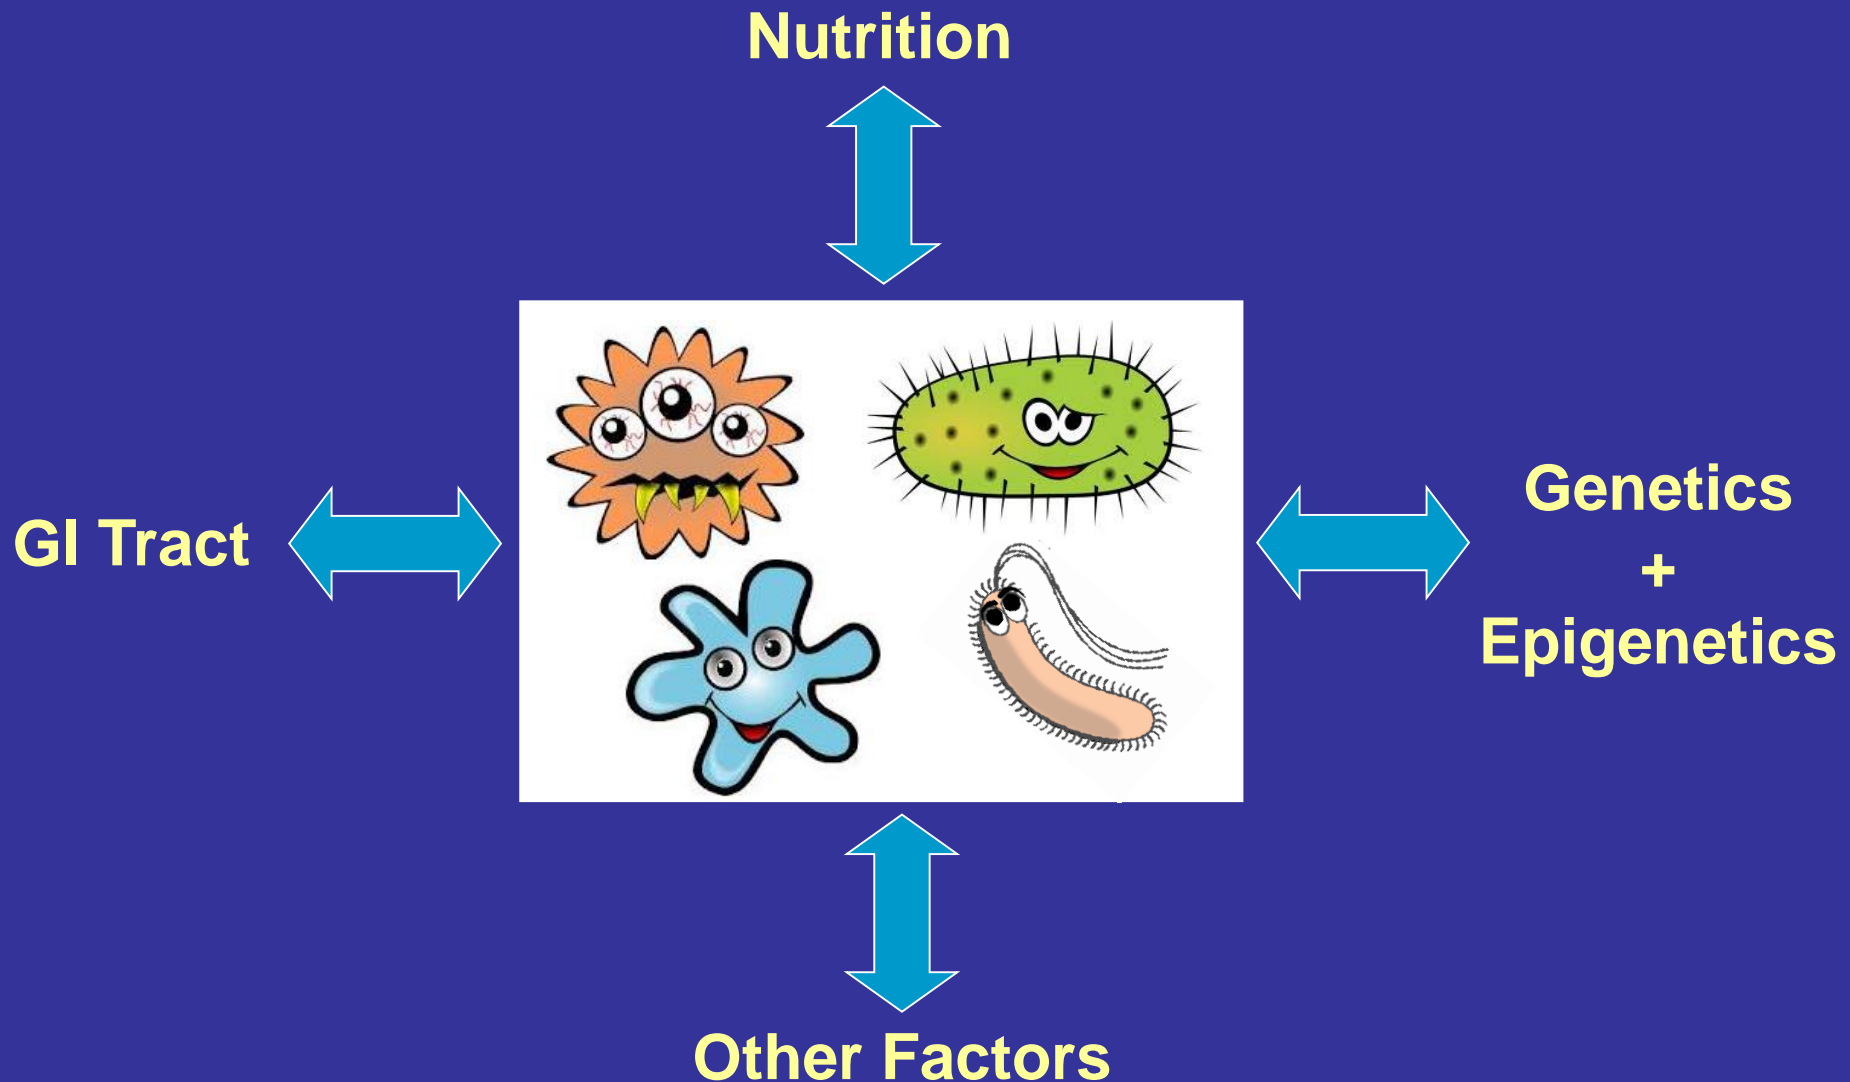 Nutrition
GI Tract
Genetics
+
Epigenetics
Other Factors